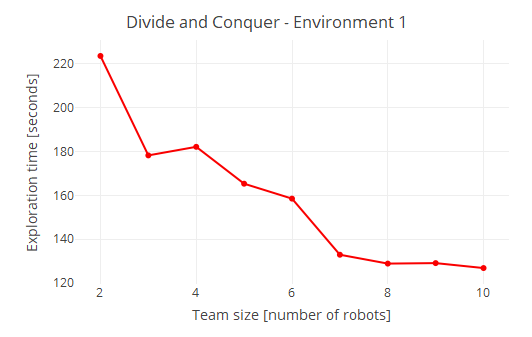 Divide and Conquer - Environment 1
Exploration time [seconds]
220
200
180
160
140
120
2 4 6 8 10
Team size [number of robots]